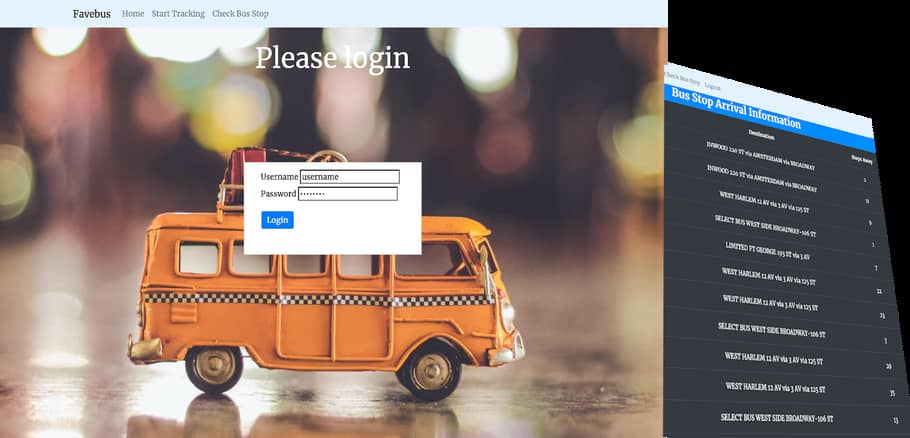 Favebus Home Start Tracking Check Bus Stop
Please login
Username username
Password ••••••••
Login
Check Bus Stop Logout
Bus Stop Arrival Information
Destination Stops Away
INWOOD 220 ST via AMSTERDAM via BROADWAY
INWOOD 220 ST via AMSTERDAM via BROADWAY
WEST HARLEM 12 AV via 3 AV via 125 ST 9
SELECT BUS WEST SIDE BROADWAY-106 ST 1
LIMITED FT GEORGE 193 ST via 3 AV 7
WEST HARLEM 12 AV via 3 AV via 125 ST
WEST HARLEM 12 AV via 3 AV via 125 ST 23
SELECT BUS WEST SIDE BROADWAY-106 ST 3
WEST HARLEM 12 AV via 3 AV via 125 ST 29
WEST HARLEM 12 AV via 3 AV via 125 ST 35
SELECT BUS WEST SIDE BROADWAY-106 ST 13